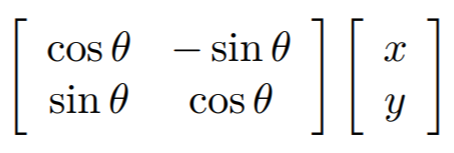 [ cos θ − sin θ ] [ x ]
[ sin θ cos θ ] [ y ]